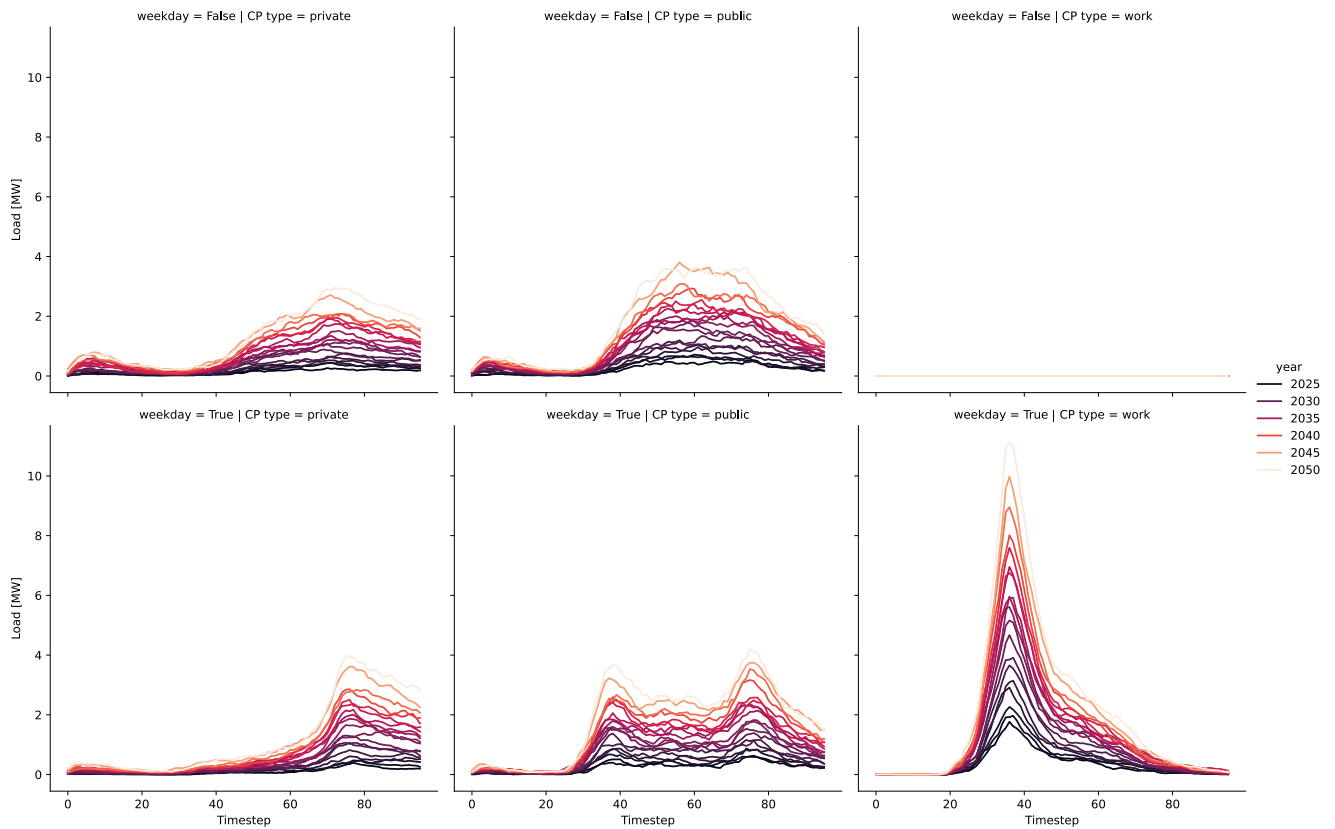 weekday = False | CP type = private
weekday = False | CP type = public
weekday = False | CP type = work
10
8
6
4
2
0
Load [MW]
weekday = True | CP type = private
weekday = True | CP type = public
weekday = True | CP type = work
10
8
6
4
2
0
Load [MW]
0 20 40 60 80
0 20 40 60 80
0 20 40 60 80
Timestep
Timestep
Timestep
year
2025
2030
2035
2040
2045
2050